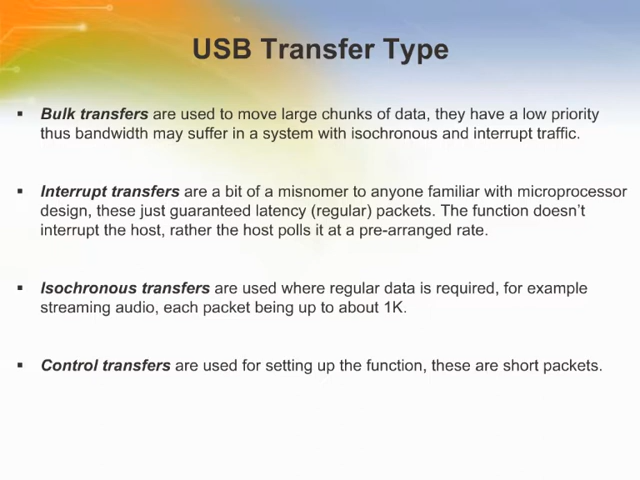 USB Transfer Type
▪ Bulk transfers are used to move large chunks of data, they have a low priority
thus bandwidth may suffer in a system with isochronous and interrupt traffic.
▪ Interrupt transfers are a bit of a misnomer to anyone familiar with microprocessor
design, these just guaranteed latency (regular) packets. The function doesn’t
interrupt the host, rather the host polls it at a pre-arranged rate.
▪ Isochronous transfers are used where regular data is required, for example
streaming audio, each packet being up to about 1K.
▪ Control transfers are used for setting up the function, these are short packets.